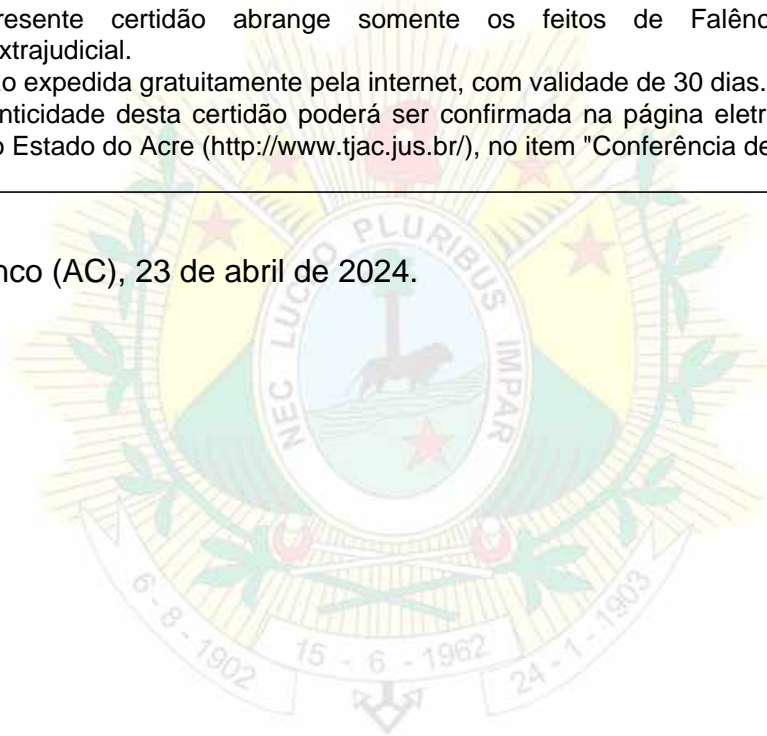 resente certidão abrange somente os feitos de Falênc
xtrajudicial.
o expedida gratuitamente pela internet, com validade de 30 dias.
nticidade desta certidão poderá ser confirmada na página eletr
o Estado do Acre (http://www.tjac.jus.br/), no item "Conferência de
nco (AC), 23 de abril de 2024.
NEC LUCEO PLURIBUS IMPAR
6 - 8 - 1902
15 - 6 - 1962
24 - 1 - 1903